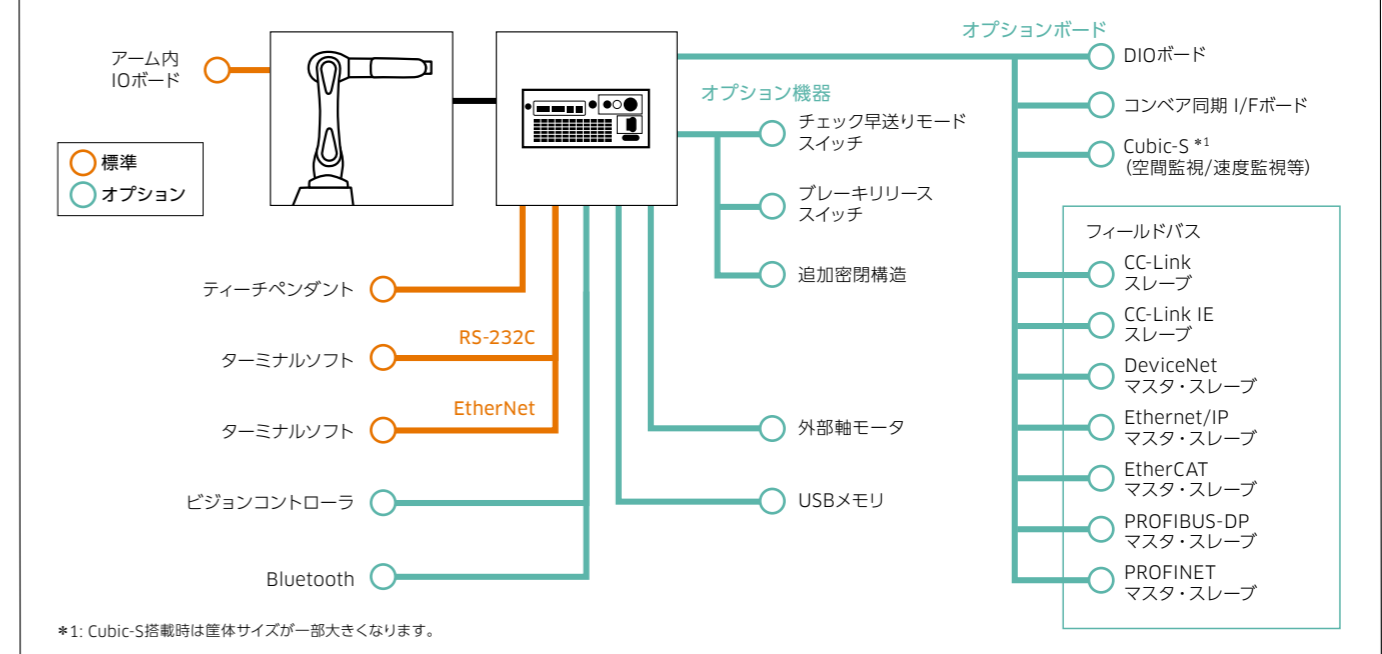 アーム内
IOボード
標準
オプション
ティーチペンダント
RS-232C
ターミナルソフト
EtherNet
ターミナルソフト
ビジョンコントローラ
Bluetooth
オプション機器
チェック早送りモード
スイッチ
ブレーキリリース
スイッチ
追加密閉構造
外部軸モータ
USBメモリ
オプションボード
DIOボード
コンベア同期 I/Fボード
Cubic-S *1
(空間監視/速度監視等)
フィールドバス
CC-Link
スレーブ
CC-Link IE
スレーブ
DeviceNet
マスタ・スレーブ
Ethernet/IP
マスタ・スレーブ
EtherCAT
マスタ・スレーブ
PROFIBUS-DP
マスタ・スレーブ
PROFINET
マスタ・スレーブ
*1: Cubic-S搭載時は筐体サイズが一部大きくなります。